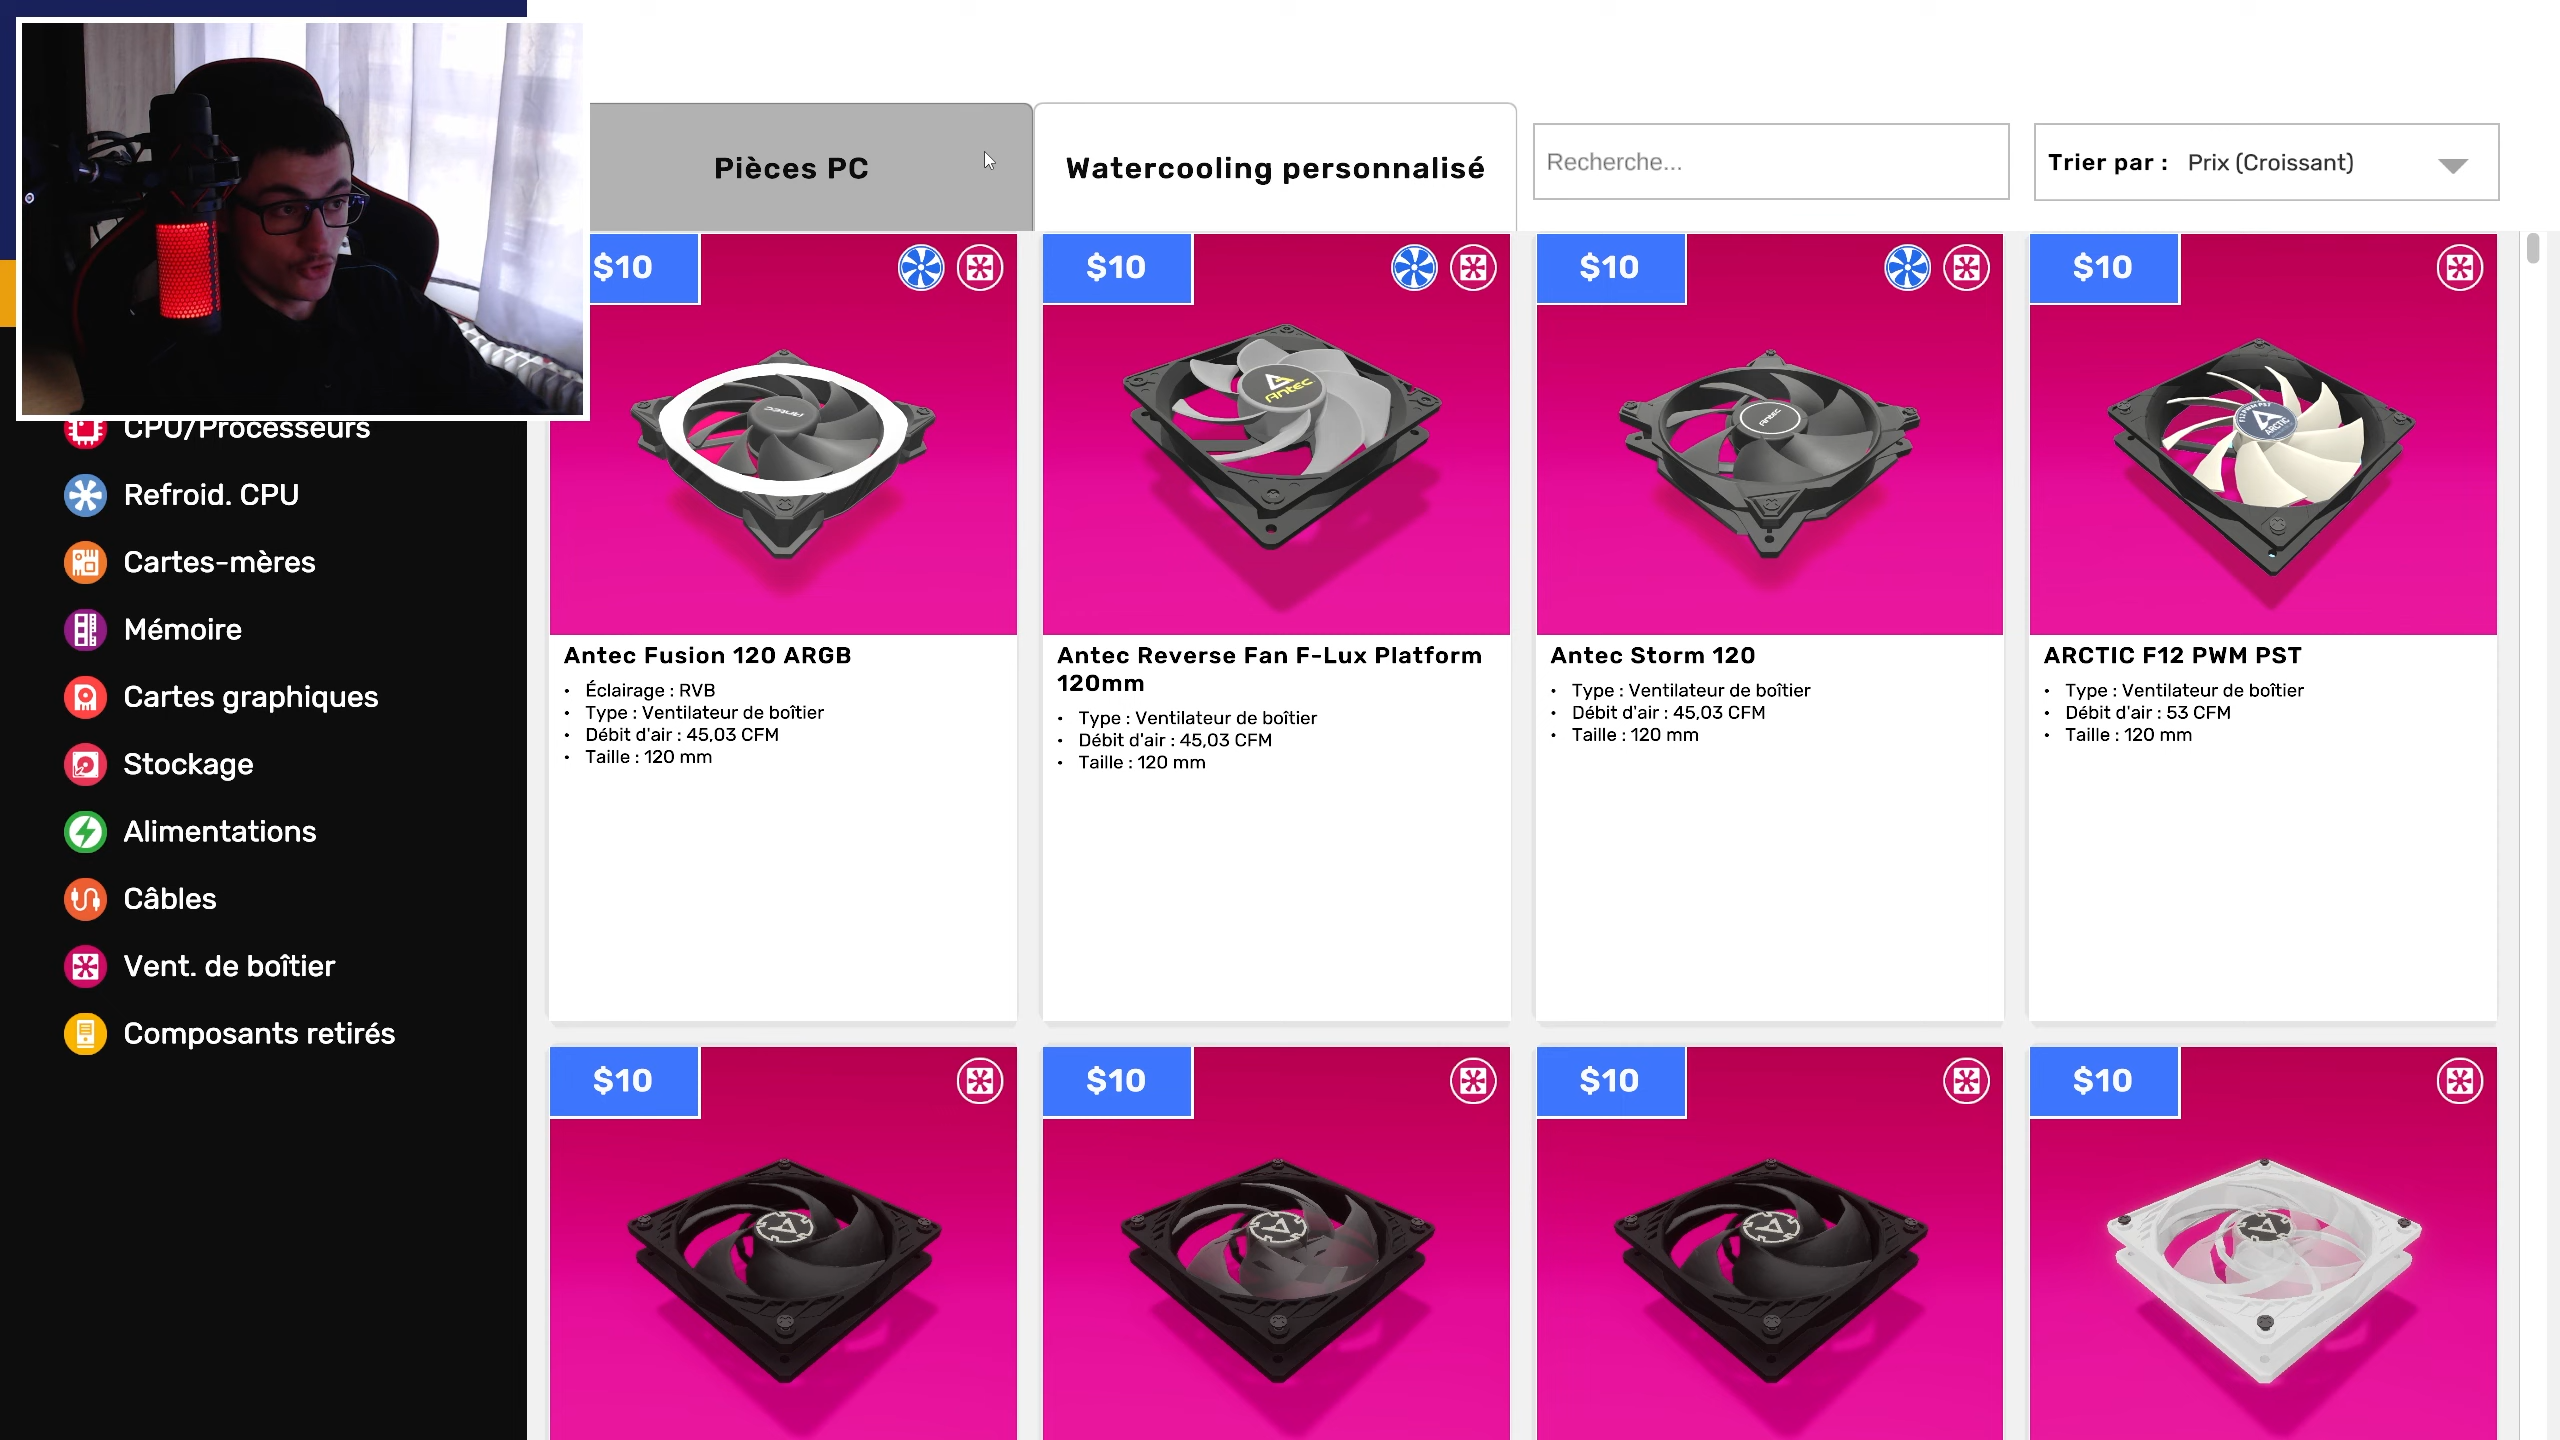 Pièces PC
Watercooling personnalisé
Recherche...
Trier par : Prix (Croissant)
CPU/Processeurs
Refroid. CPU
Cartes-mères
Mémoire
Cartes graphiques
Stockage
Alimentations
Câbles
Vent. de boîtier
Composants retirés
$10
Antec
Antec Fusion 120 ARGB
• Éclairage : RVB
• Type : Ventilateur de boîtier
• Débit d'air : 45,03 CFM
• Taille : 120 mm
$10
Antec
Antec Reverse Fan F-Lux Platform
120mm
• Type : Ventilateur de boîtier
• Débit d'air : 45,03 CFM
• Taille : 120 mm
$10
Antec
Antec Storm 120
• Type : Ventilateur de boîtier
• Débit d'air : 45,03 CFM
• Taille : 120 mm
$10
ARCTIC
ARCTIC F12 PWM PST
• Type : Ventilateur de boîtier
• Débit d'air : 53 CFM
• Taille : 120 mm
$10
$10
$10
$10